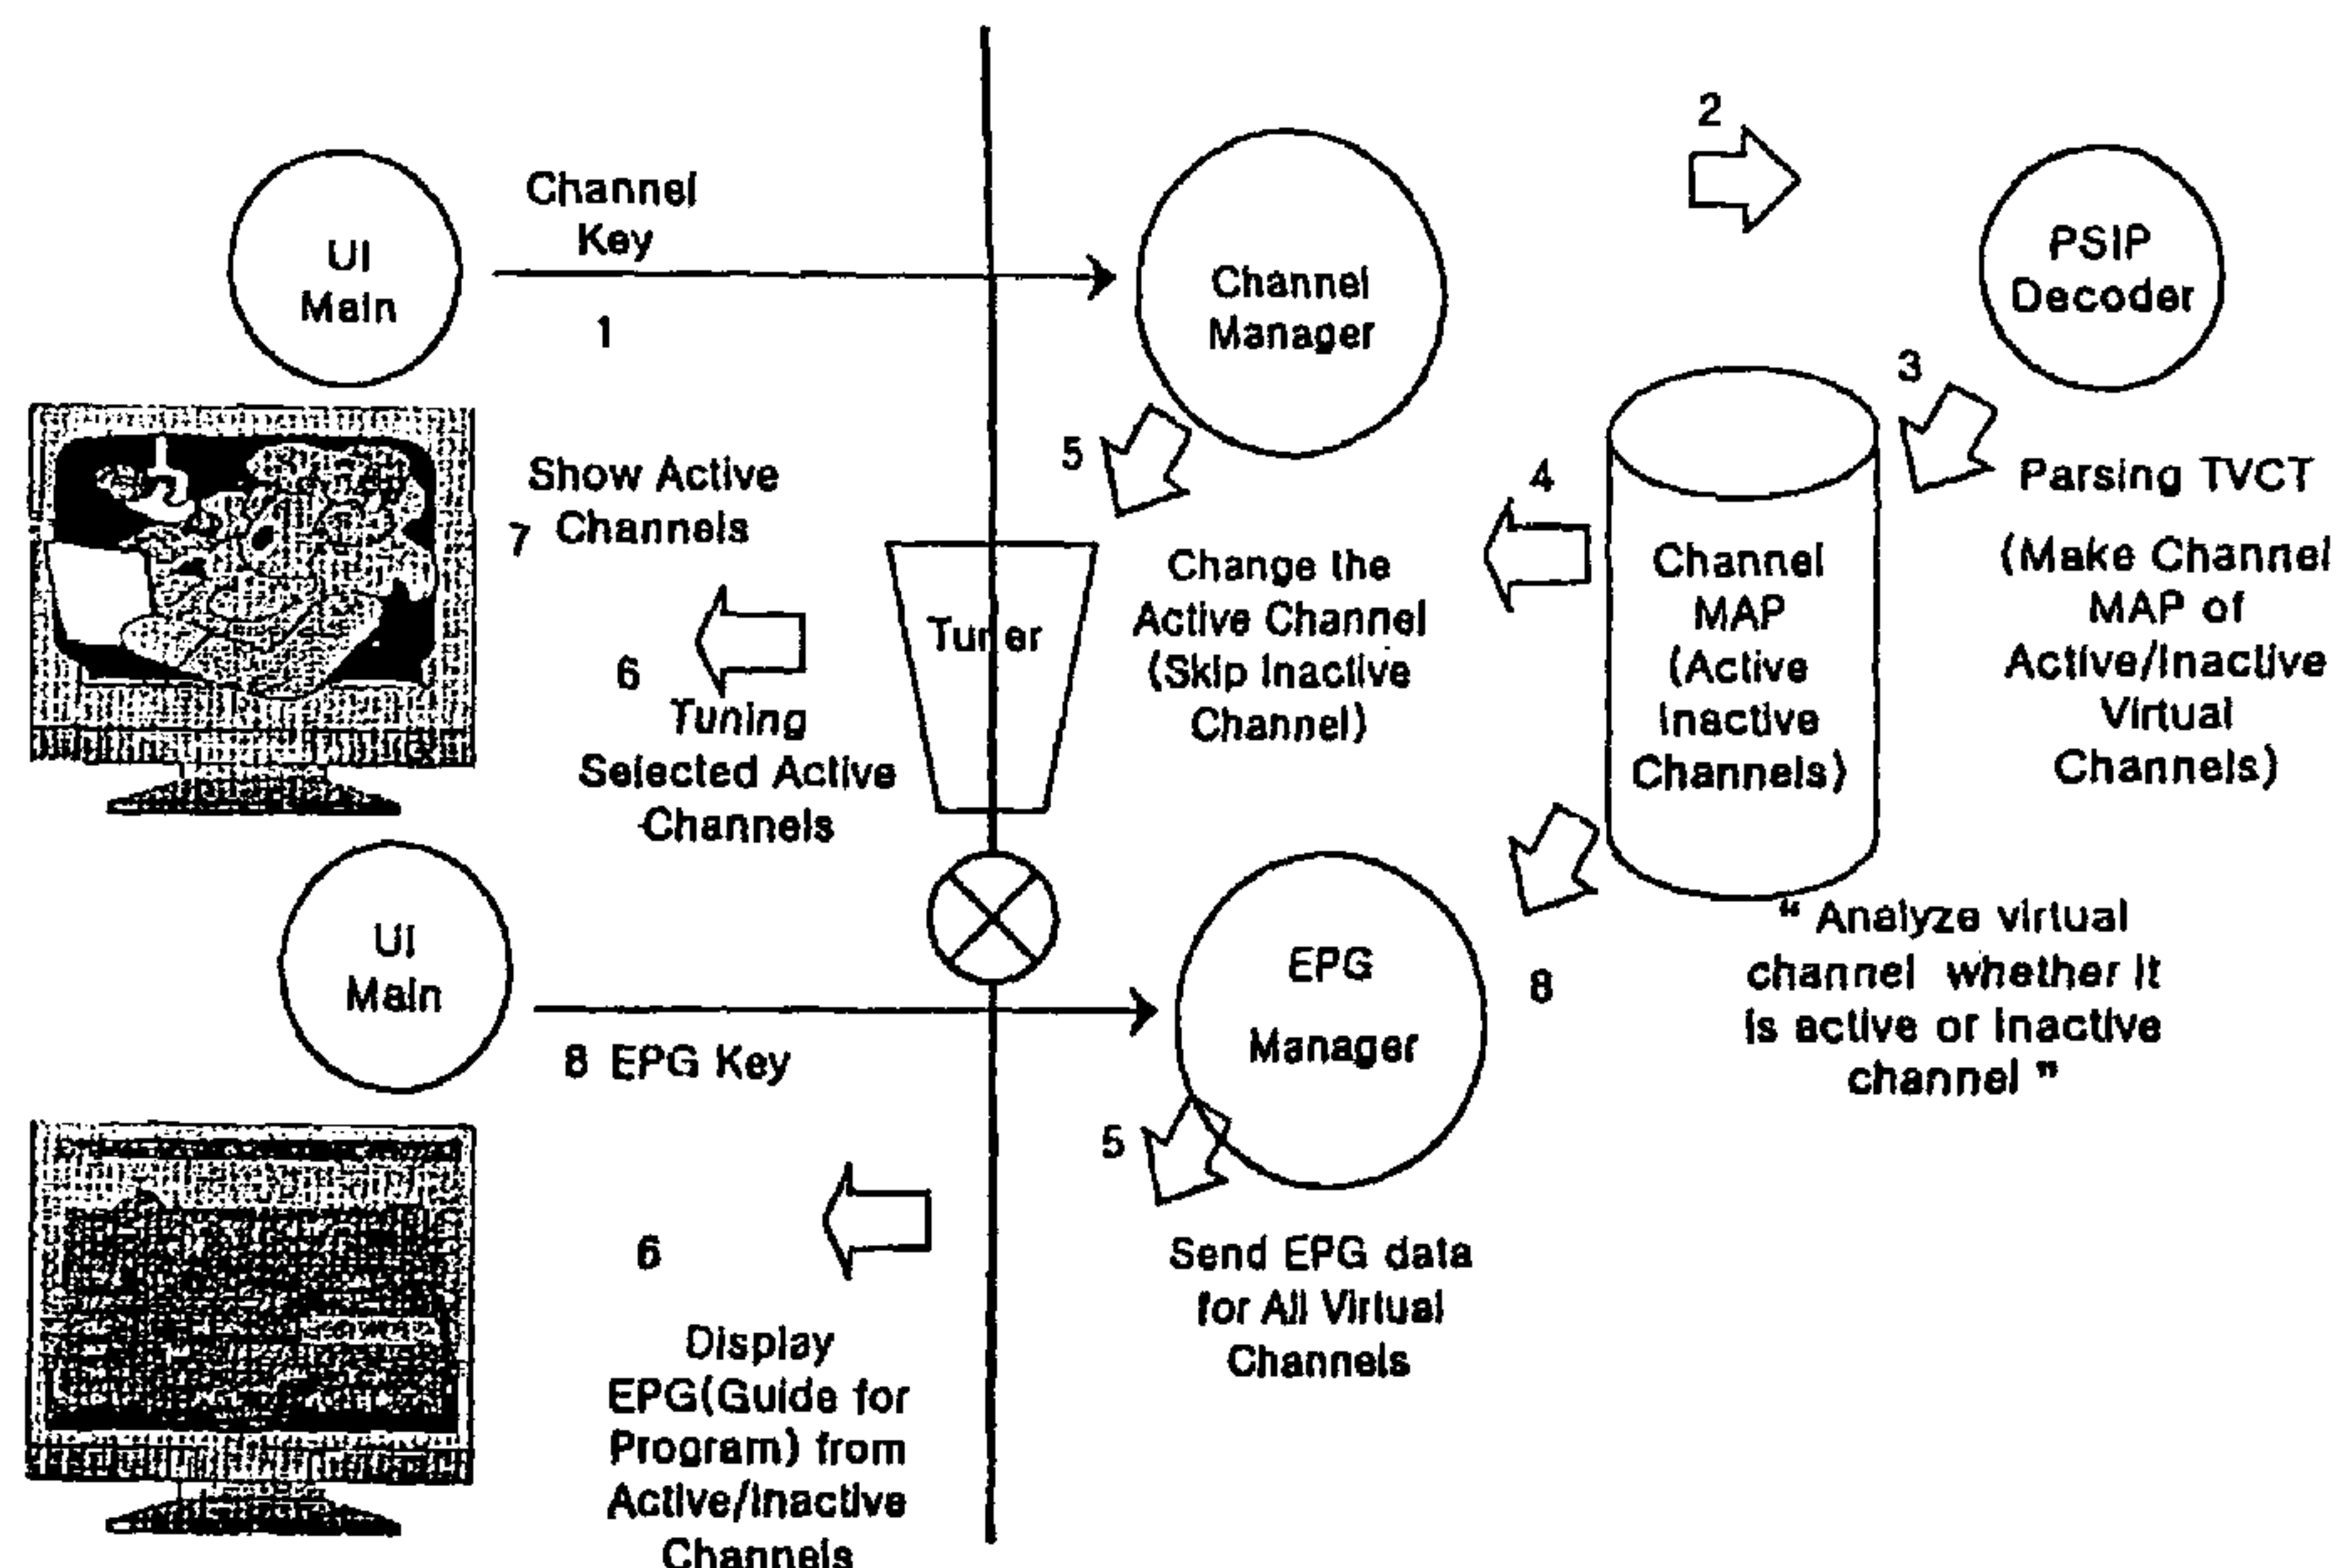 2
Channel
Key
UI
Main
1
Channel
Manager
PSIP
Decoder
3
5
4
Show Active
7 Channels
Parsing TVCT
Change the
Active Channel
(Skip Inactive
Channel)
Channel
MAP
(Active
Inactive
Channels)
(Make Channel
MAP of
Active/Inactive
Virtual
Channels)
Tuner
6
Tuning
Selected Active
Channels
UI
Main
EPG
Manager
8
" Analyze virtual
channel whether it
is active or inactive
channel "
8 EPG Key
5
6
Send EPG data
for All Virtual
Channels
Display
EPG(Guide for
Program) from
Active/Inactive
Channels